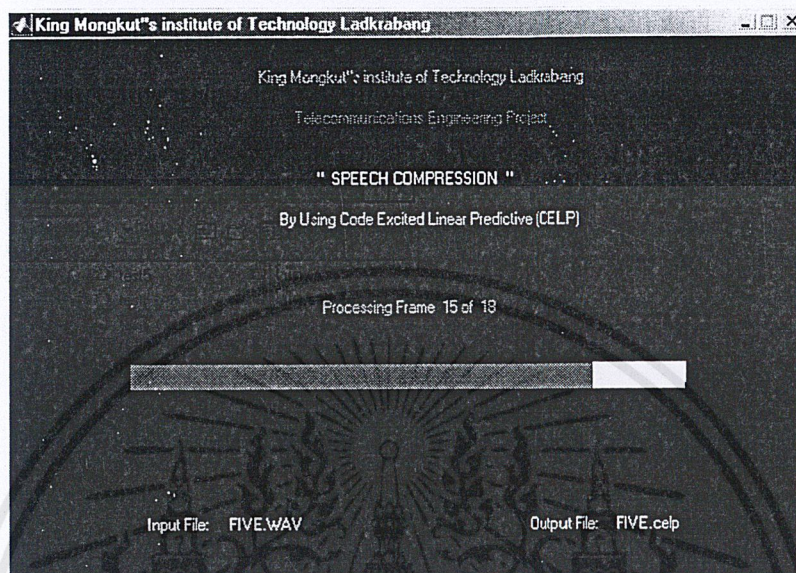 King Mongkut"s institute of Technology Ladkrabang
King Mongkut"s institute of Technology Ladkrabang
Telecommunications Engineering Project
" SPEECH COMPRESSION "
By Using Code Excited Linear Predictive (CELP)
Processing Frame 15 of 18
Input File: FIVE.WAV Output File: FIVE.celp